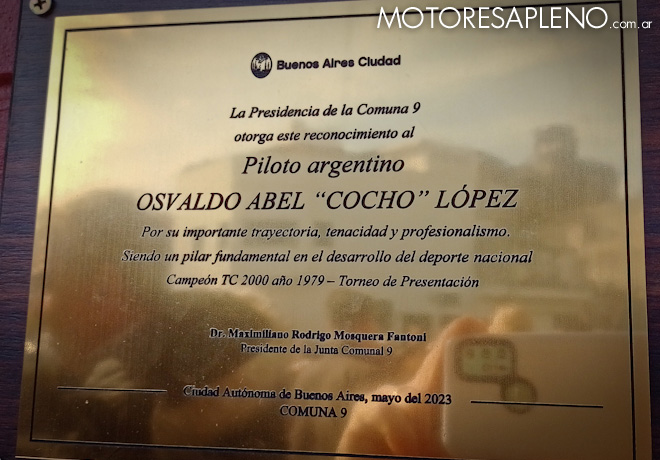 MOTORESAPLENO.com.ar
Buenos Aires Ciudad
La Presidencia de la Comuna 9
otorga este reconocimiento al
Piloto argentino
OSVALDO ABEL “COCHO” LÓPEZ
Por su importante trayectoria, tenacidad y profesionalismo.
Siendo un pilar fundamental en el desarrollo del deporte nacional
Campeón TC 2000 año 1979 – Torneo de Presentación
Dr. Maximiliano Rodrigo Mosquera Fantoni
Presidente de la Junta Comunal 9
Ciudad Autónoma de Buenos Aires, mayo del 2023
COMUNA 9